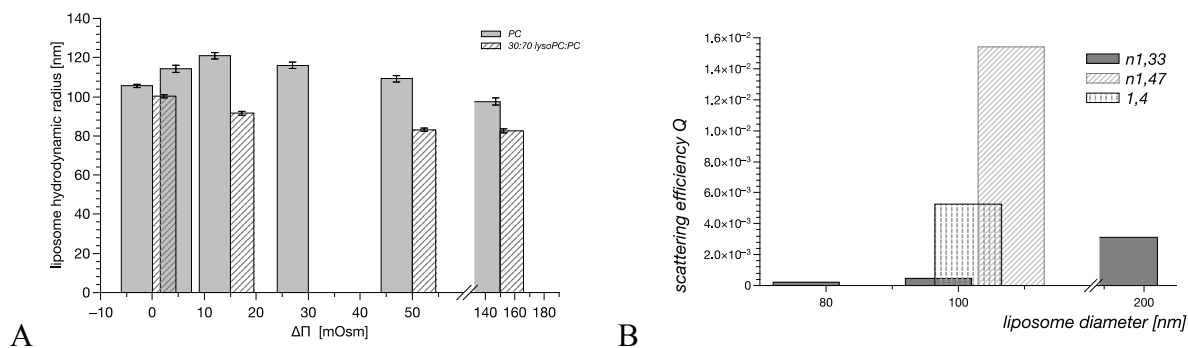 140
120
100
80
60
40
20
0
liposome hydrodynamic radius [nm]
PC
30:70 lysoPC:PC
−10 0 10 20 30 40 50 140 160 180
ΔΠ [mOsm]
A
1.6×10⁻²
1.4×10⁻²
1.2×10⁻²
1.0×10⁻²
8.0×10⁻³
6.0×10⁻³
4.0×10⁻³
2.0×10⁻³
0.0
scattering efficiency Q
n1,33
n1,47
1,4
80 100 200
liposome diameter [nm]
B